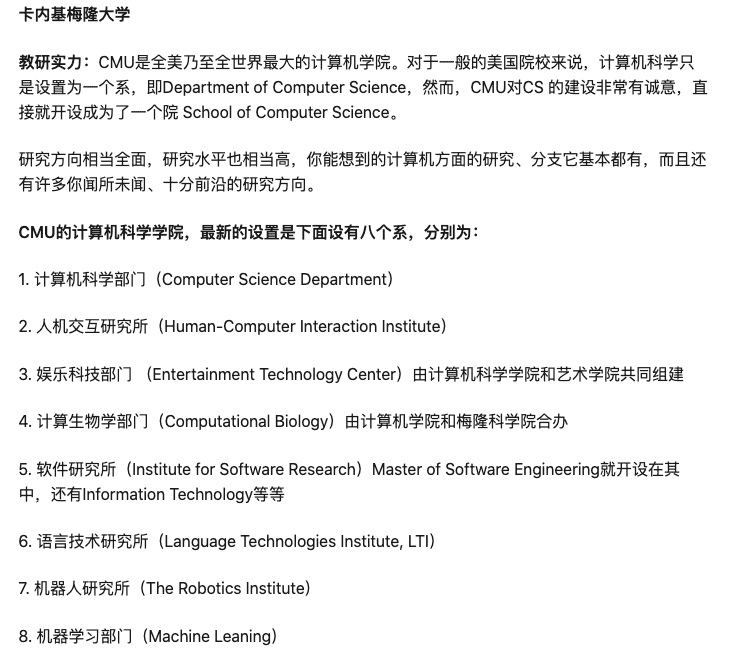 卡内基梅隆大学
教研实力：CMU是全美乃至全世界最大的计算机学院。对于一般的美国院校来说，计算机科学只
是设置为一个系，即Department of Computer Science，然而，CMU对CS 的建设非常有诚意，直
接就开设成为了一个院 School of Computer Science。
研究方向相当全面，研究水平也相当高，你能想到的计算机方面的研究、分支它基本都有，而且还
有许多你闻所未闻、十分前沿的研究方向。
CMU的计算机科学学院，最新的设置是下面设有八个系，分别为：
1. 计算机科学部门（Computer Science Department）
2. 人机交互研究所（Human-Computer Interaction Institute）
3. 娱乐科技部门 （Entertainment Technology Center）由计算机科学学院和艺术学院共同组建
4. 计算生物学部门（Computational Biology）由计算机学院和梅隆科学院合办
5. 软件研究所（Institute for Software Research）Master of Software Engineering就开设在其
中，还有Information Technology等等
6. 语言技术研究所（Language Technologies Institute, LTI）
7. 机器人研究所（The Robotics Institute）
8. 机器学习部门（Machine Leaning）